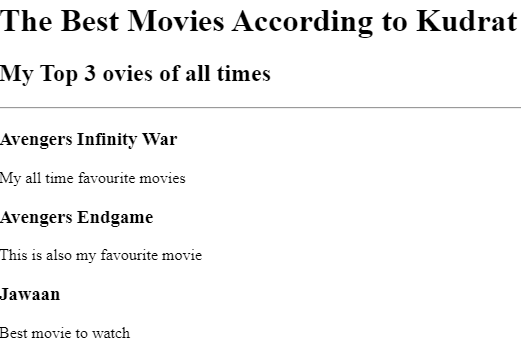 The Best Movies According to Kudrat
My Top 3 ovies of all times
Avengers Infinity War
My all time favourite movies
Avengers Endgame
This is also my favourite movie
Jawaan
Best movie to watch